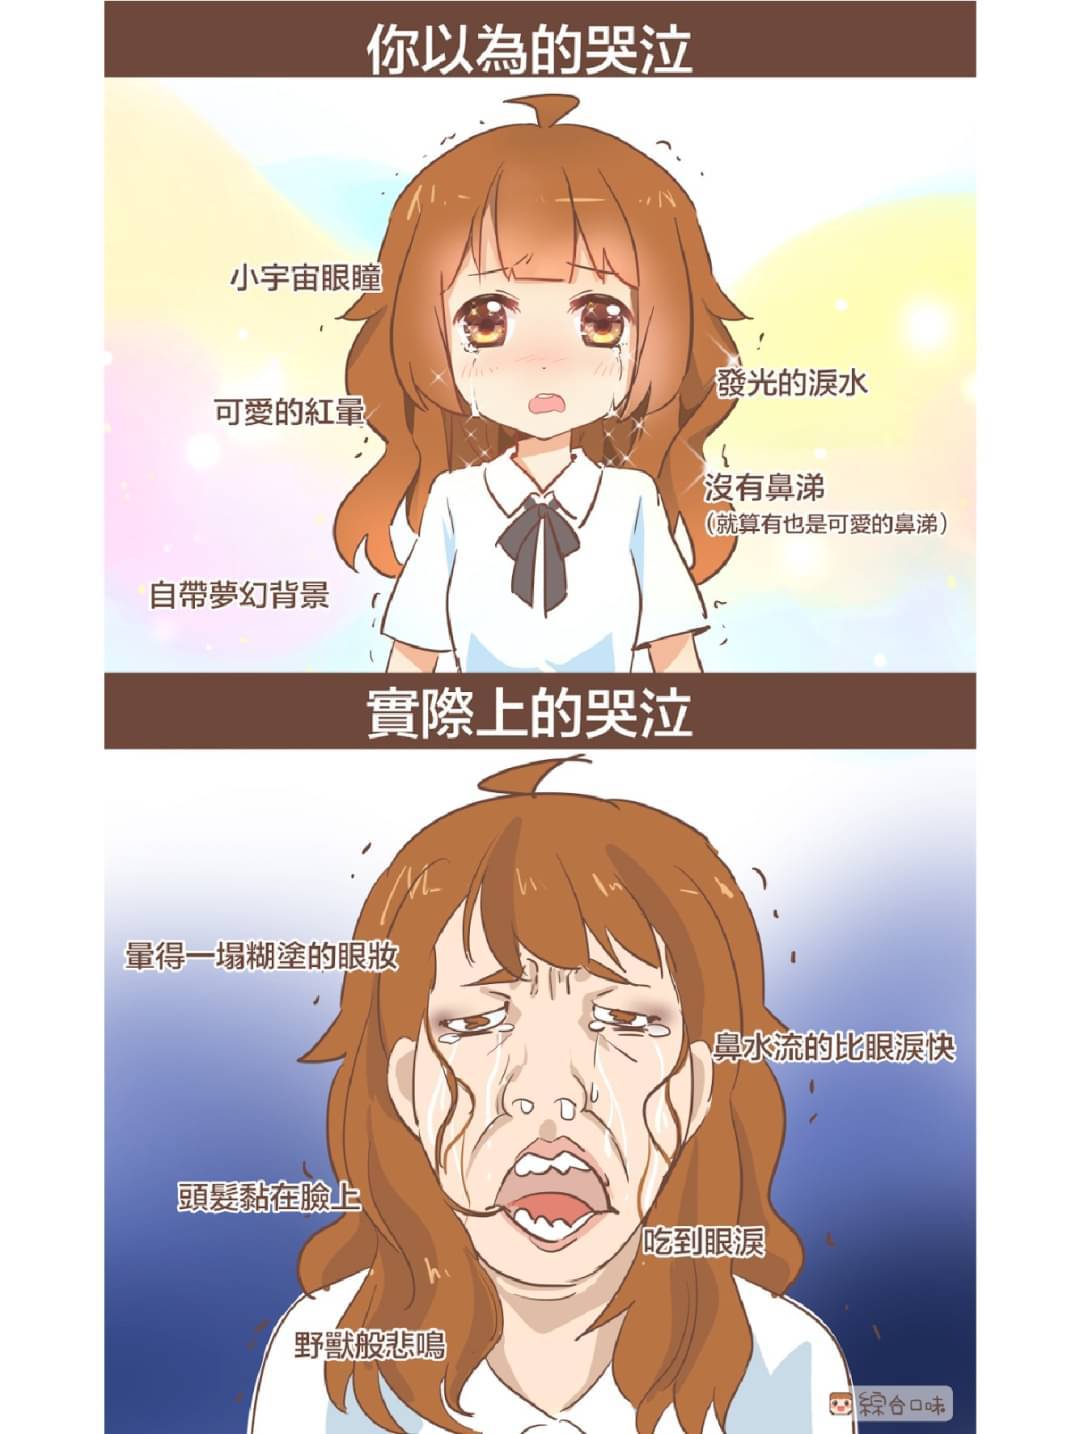 你以為的哭泣
小宇宙眼瞳
發光的淚水
可愛的紅暈
沒有鼻涕
（就算有也是可愛的鼻涕）
自帶夢幻背景
實際上的哭泣
暈得一塌糊塗的眼妝
鼻水流的比眼淚快
頭髮黏在臉上
吃到眼淚
野獸般悲鳴
綜合口味